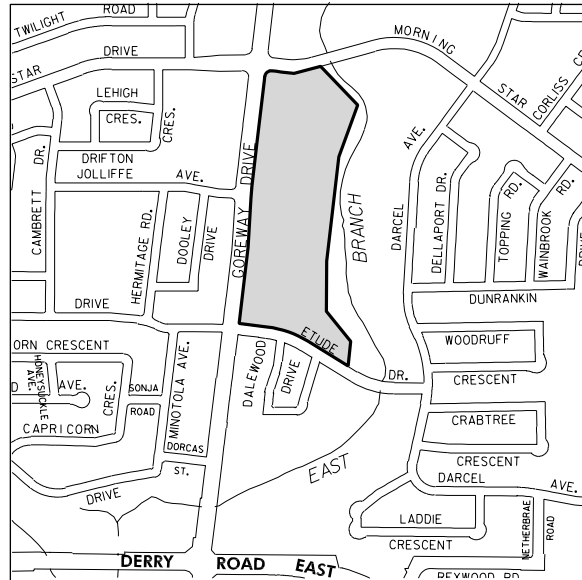 TWILIGHT ROAD
MORNING
STAR DRIVE
STAR
CORLISS
LEHIGH
CRES.
CRES.
DRIFTON
JOLLIFFE AVE.
CAMBRETT DR.
HERMITAGE RD.
DOOLEY
DRIVE
GOREWAY DRIVE
BRANCH
DARCEL AVE.
DELLAPORT DR.
TOPPING RD.
WAINBROOK RD.
DRIVE
DUNRANKIN
DRIVE
ETUDE DR.
WOODRUFF
CRESCENT
ORN CRESCENT
HONEYSUCKLE AVE.
D AVE.
CRES.
SONJA
ROAD
MINOTOLA AVE.
DALEWOOD
DRIVE
CRABTREE
CRESCENT
CAPRICORN
DORCAS
ST.
EAST
DARCEL AVE.
DRIVE
LADDIE
CRESCENT
NETHERBRAE
ROAD
DERRY ROAD EAST